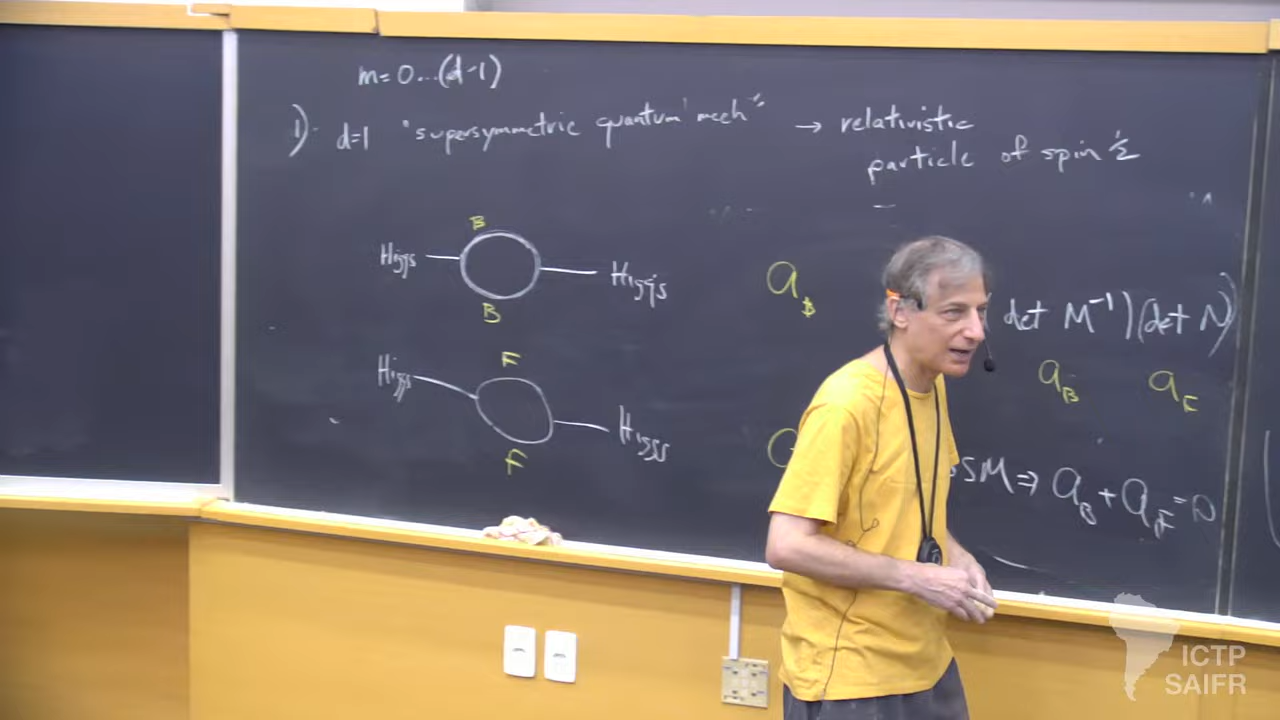 m=0...(d-1)
1) d=1 "supersymmetric quantum mech" → relativistic
particle of spin ½
B
Higgs Higgs
B
a_B
det M⁻¹)(det N)
a_B a_F
F
Higgs Higgs
F
SM ⇒ a_B + a_F = 0
ICTP
SAIFR